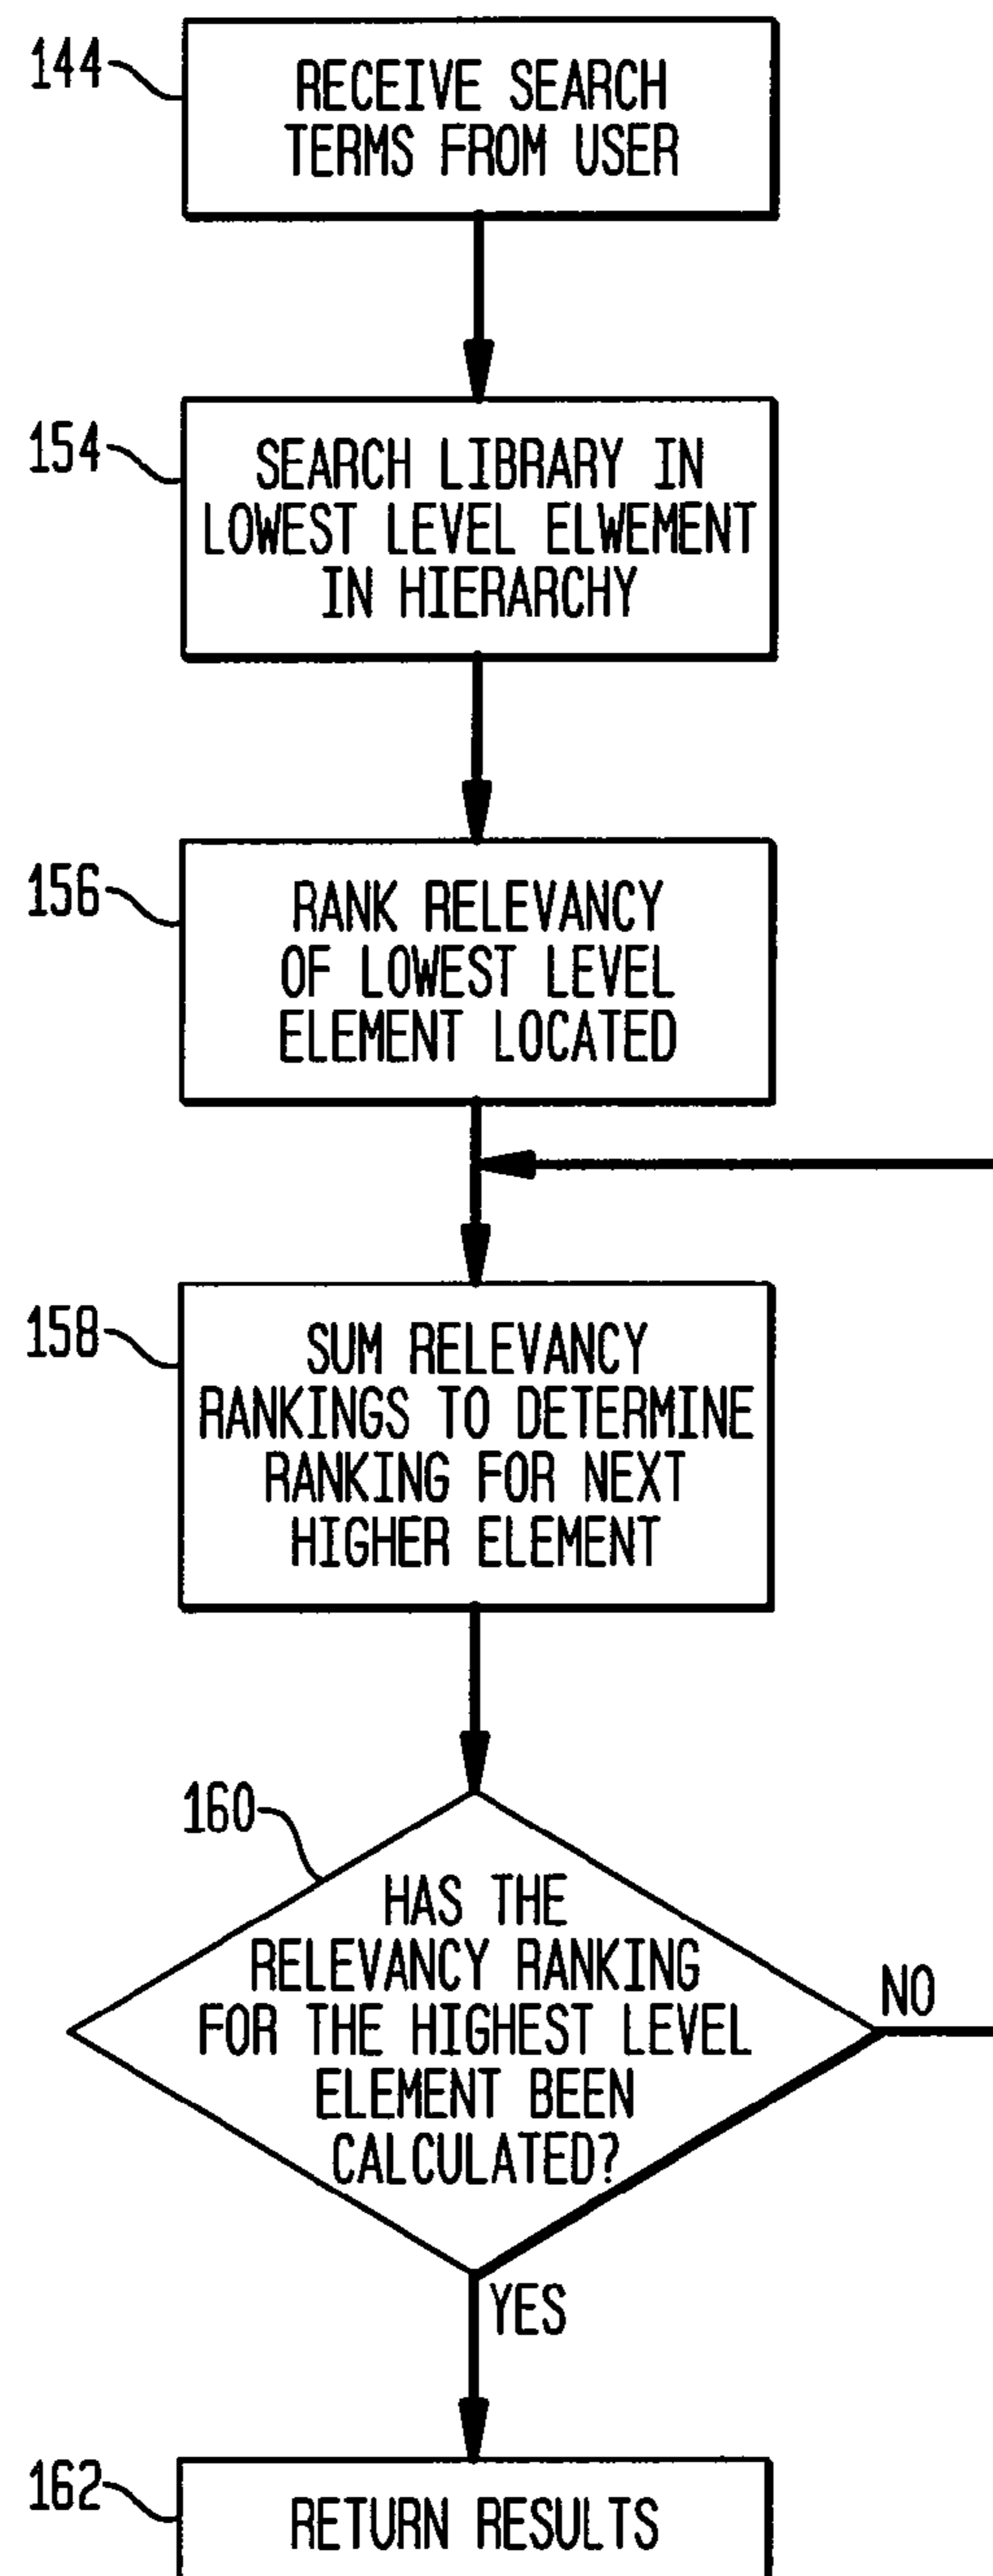 144
RECEIVE SEARCH
TERMS FROM USER
154
SEARCH LIBRARY IN
LOWEST LEVEL ELWEMENT
IN HIERARCHY
156
RANK RELEVANCY
OF LOWEST LEVEL
ELEMENT LOCATED
158
SUM RELEVANCY
RANKINGS TO DETERMINE
RANKING FOR NEXT
HIGHER ELEMENT
160
HAS THE
RELEVANCY RANKING
FOR THE HIGHEST LEVEL
ELEMENT BEEN
CALCULATED?
NO
YES
162
RETURN RESULTS